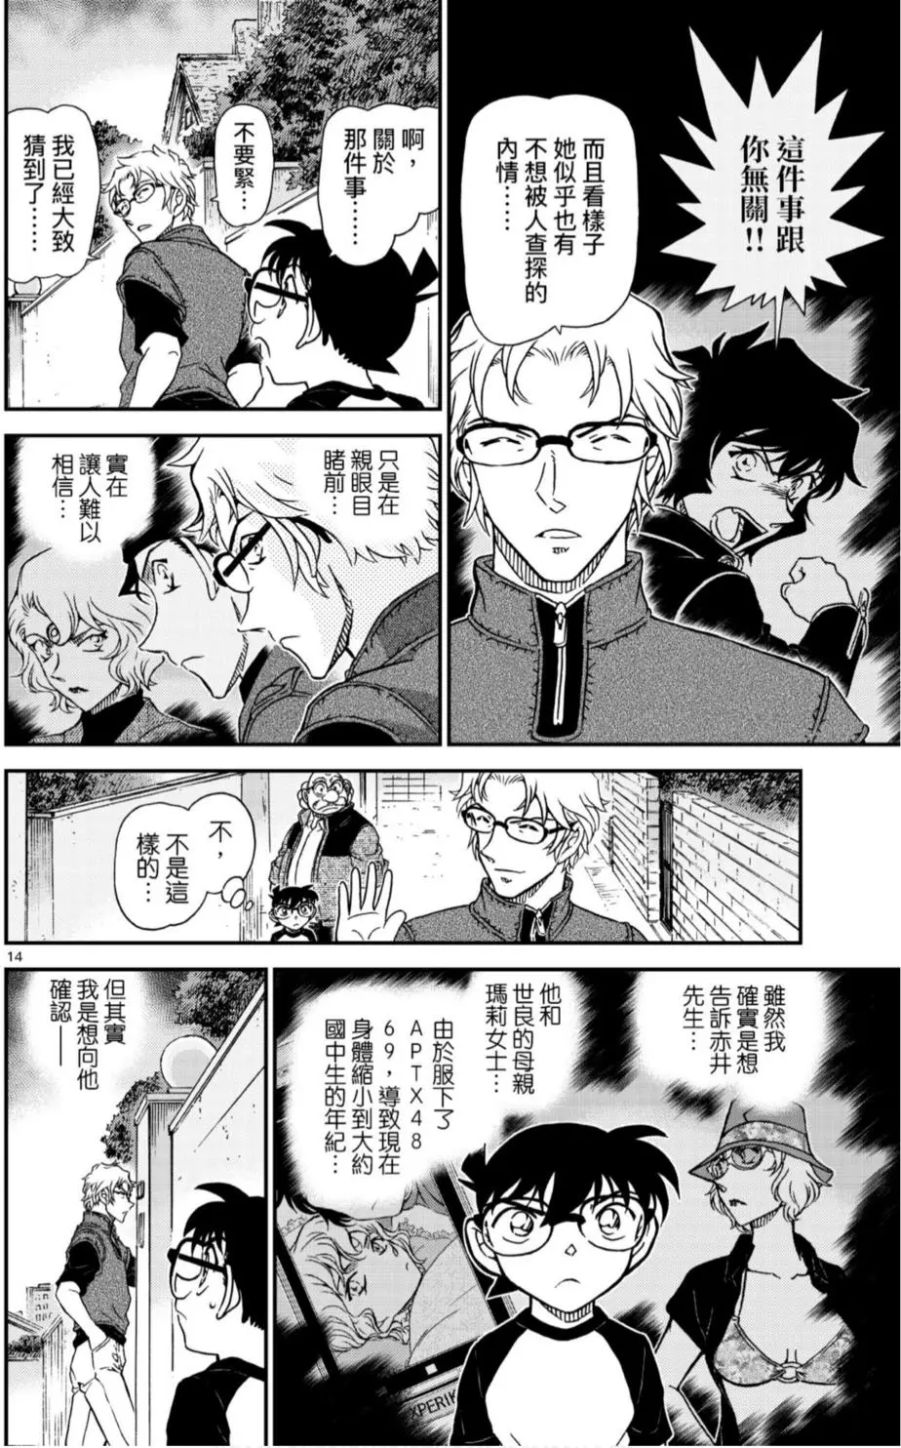 這件事跟
你無關!!
而且看樣子
她似乎也有
不想被人查探的
內情……
啊,
關於
那件事……
不要緊…
我已經大致
猜到了……
只是在
親眼目
睹前…
實在
讓人難以
相信…
不,
不是這
樣的…
14
雖然我
確實是想
告訴赤井
先生…
他和
世良的母親
瑪莉女士…
由於服下了
APTX48
69,導致現在
身體縮小到大約
國中生的年紀…
XPERIA
但其實
我是想向他
確認——